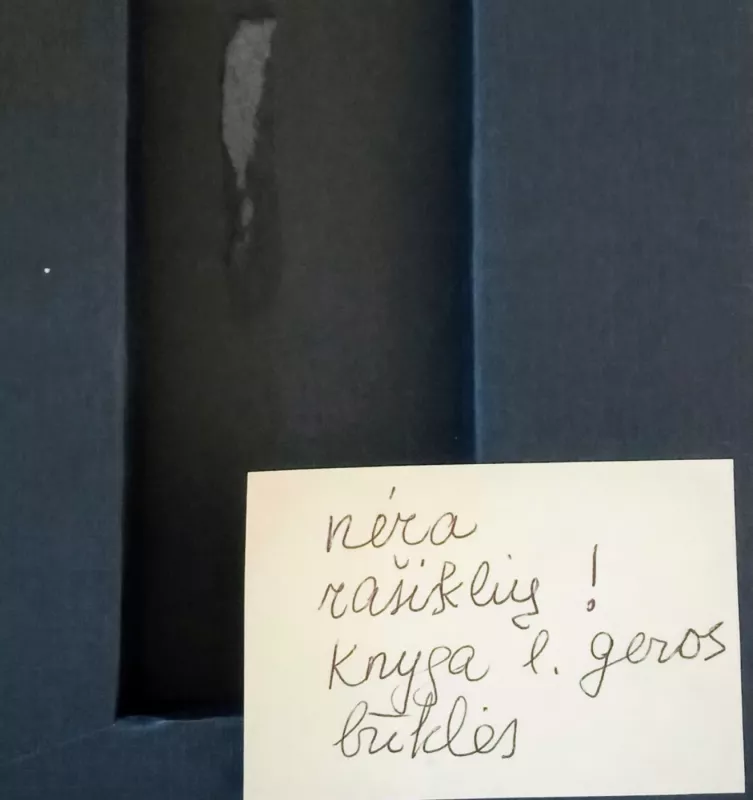 nėra
rašiklių !
Knyga l. geros
būklės